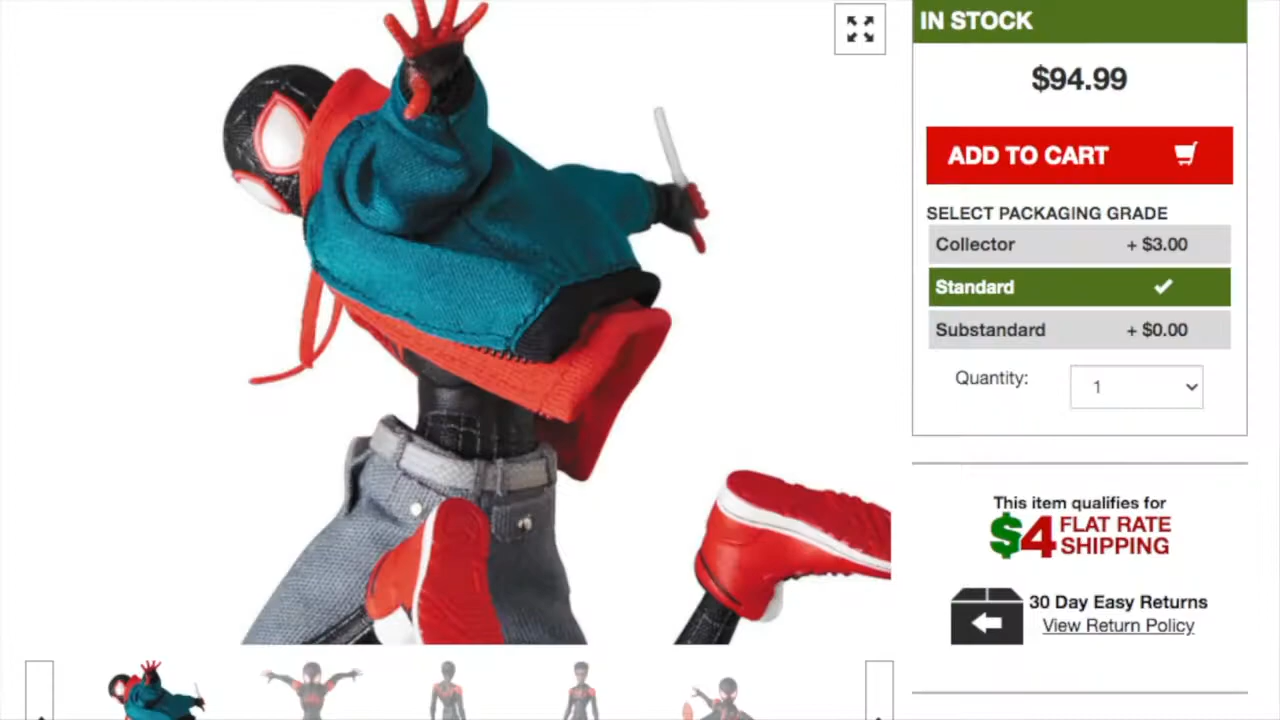 IN STOCK
$94.99
ADD TO CART
SELECT PACKAGING GRADE
Collector + $3.00
Standard
Substandard + $0.00
Quantity: 1
This item qualifies for
$4 FLAT RATE
SHIPPING
30 Day Easy Returns
View Return Policy